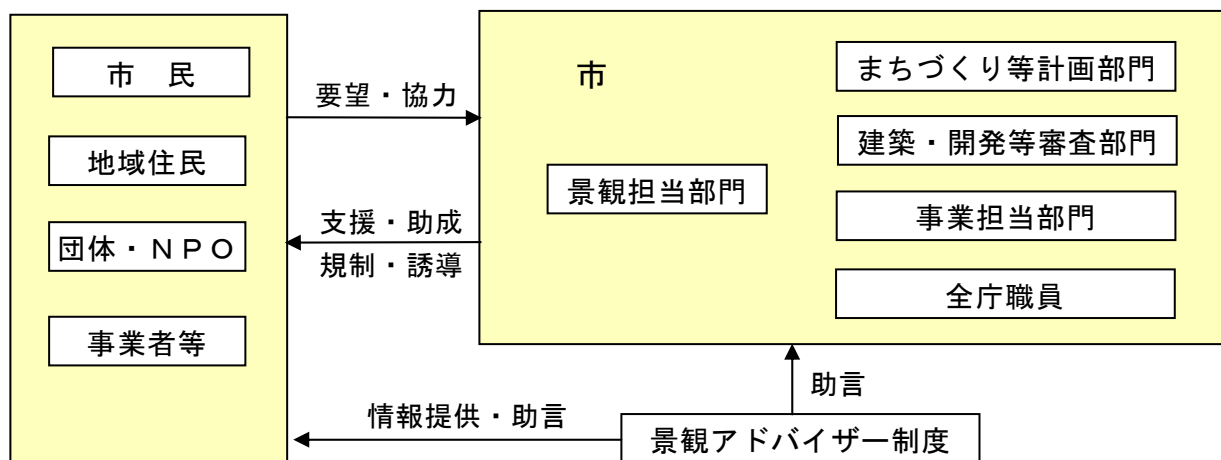 市　民
地域住民
団体・ＮＰＯ
事業者等
要望・協力
支援・助成
規制・誘導
市
景観担当部門
まちづくり等計画部門
建築・開発等審査部門
事業担当部門
全庁職員
助言
情報提供・助言
景観アドバイザー制度